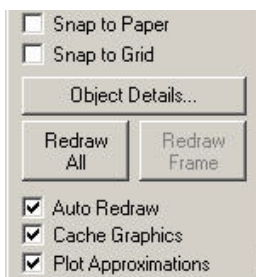 Snap to Paper
Snap to Grid
Object Details...
Redraw All
Redraw Frame
Auto Redraw
Cache Graphics
Plot Approximations